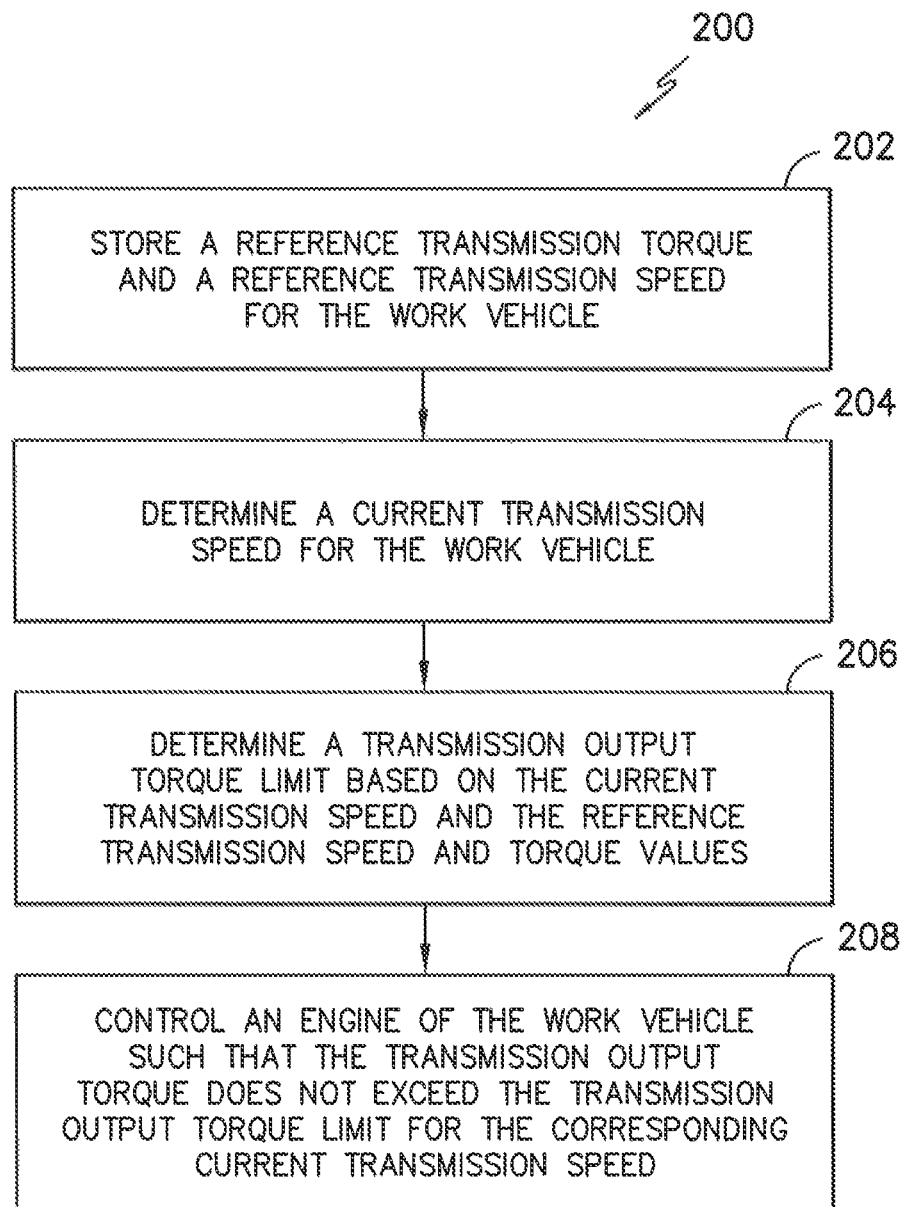 200
202
STORE A REFERENCE TRANSMISSION TORQUE
AND A REFERENCE TRANSMISSION SPEED
FOR THE WORK VEHICLE
204
DETERMINE A CURRENT TRANSMISSION
SPEED FOR THE WORK VEHICLE
206
DETERMINE A TRANSMISSION OUTPUT
TORQUE LIMIT BASED ON THE CURRENT
TRANSMISSION SPEED AND THE REFERENCE
TRANSMISSION SPEED AND TORQUE VALUES
208
CONTROL AN ENGINE OF THE WORK VEHICLE
SUCH THAT THE TRANSMISSION OUTPUT
TORQUE DOES NOT EXCEED THE TRANSMISSION
OUTPUT TORQUE LIMIT FOR THE CORRESPONDING
CURRENT TRANSMISSION SPEED